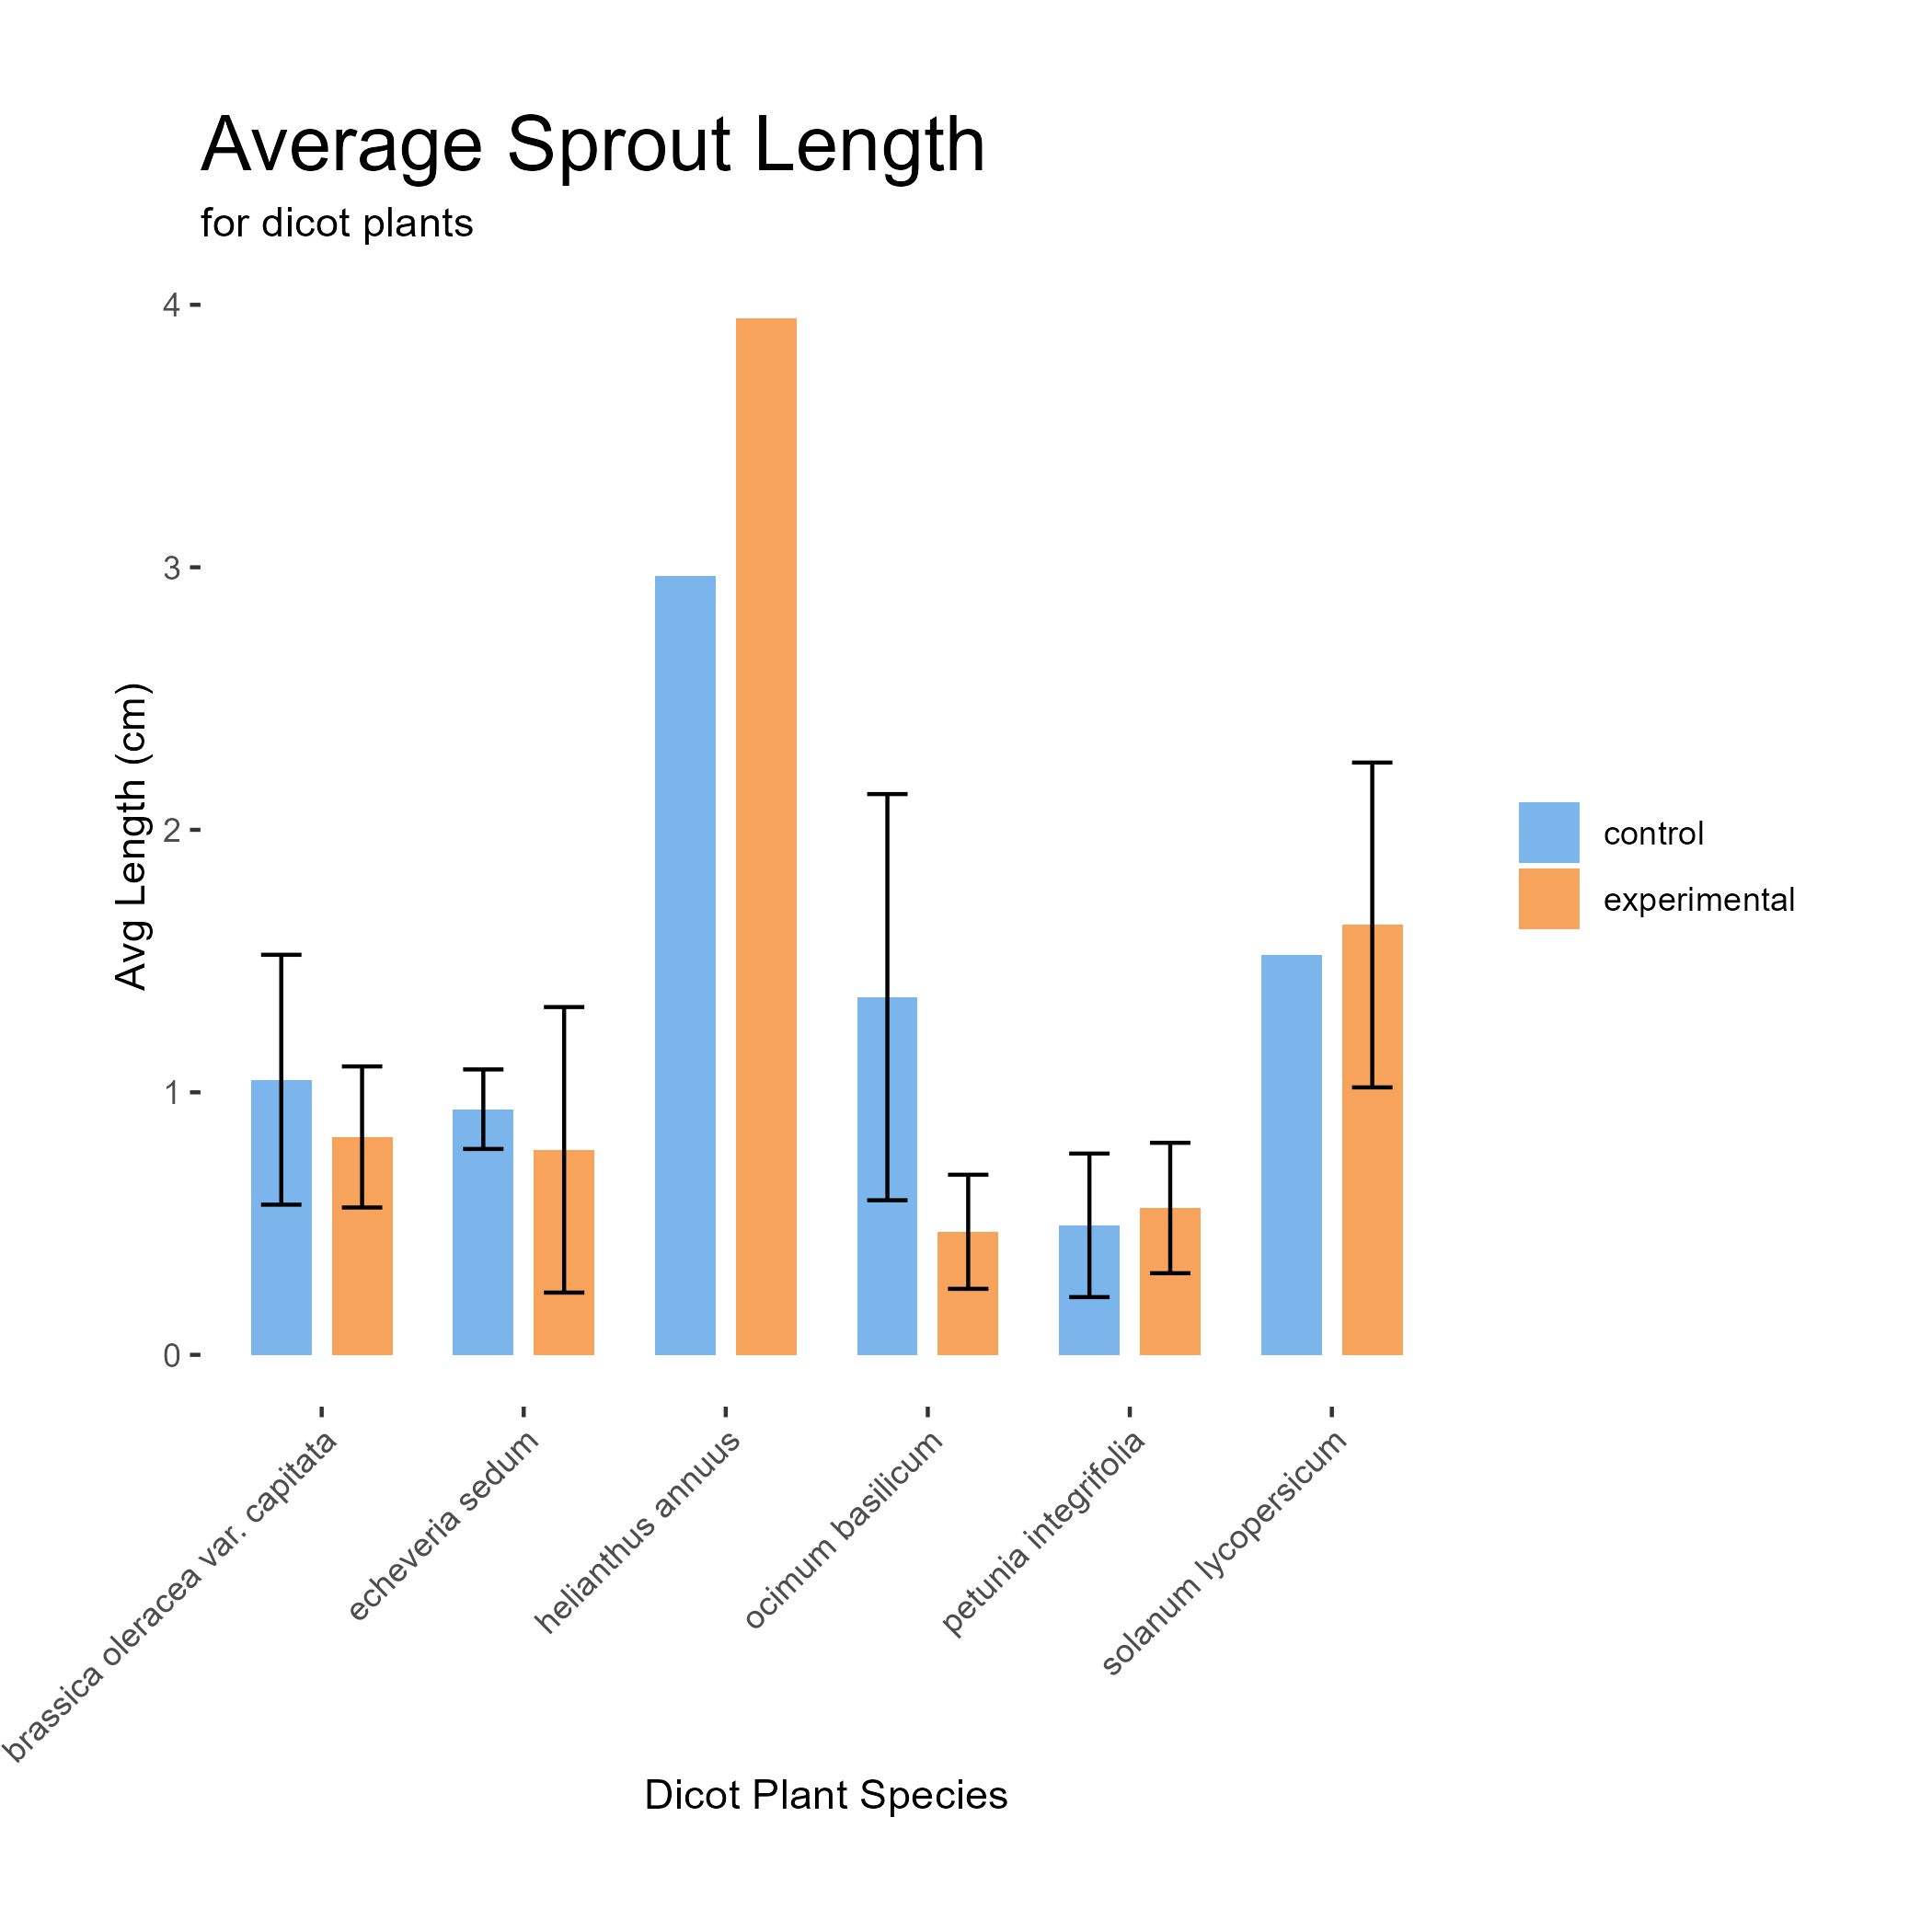 Average Sprout Length
for dicot plants
4
3
2
1
0
Avg Length (cm)
control
experimental
brassica oleracea var. capitata
echeveria sedum
helianthus annuus
ocimum basilicum
petunia integrifolia
solanum lycopersicum
Dicot Plant Species